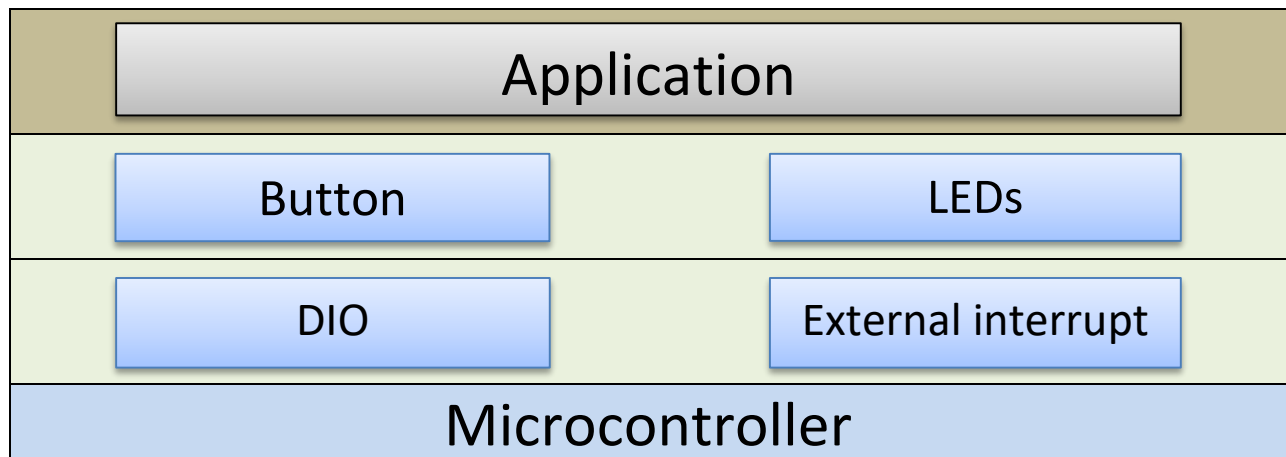 Application
Button
LEDs
DIO
External interrupt
Microcontroller